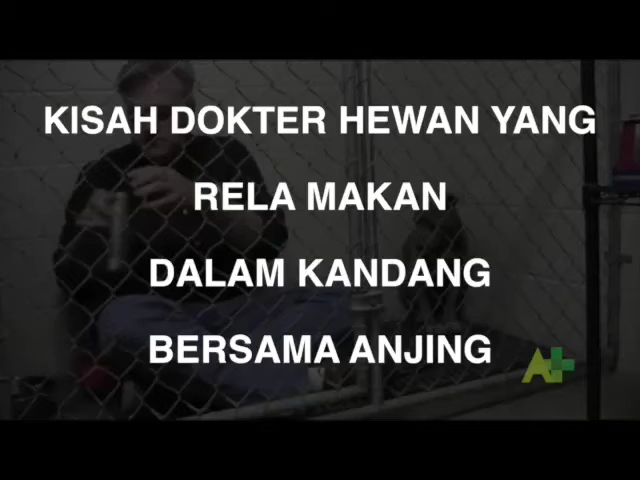 KISAH DOKTER HEWAN YANG
RELA MAKAN
DALAM KANDANG
BERSAMA ANJING
A+